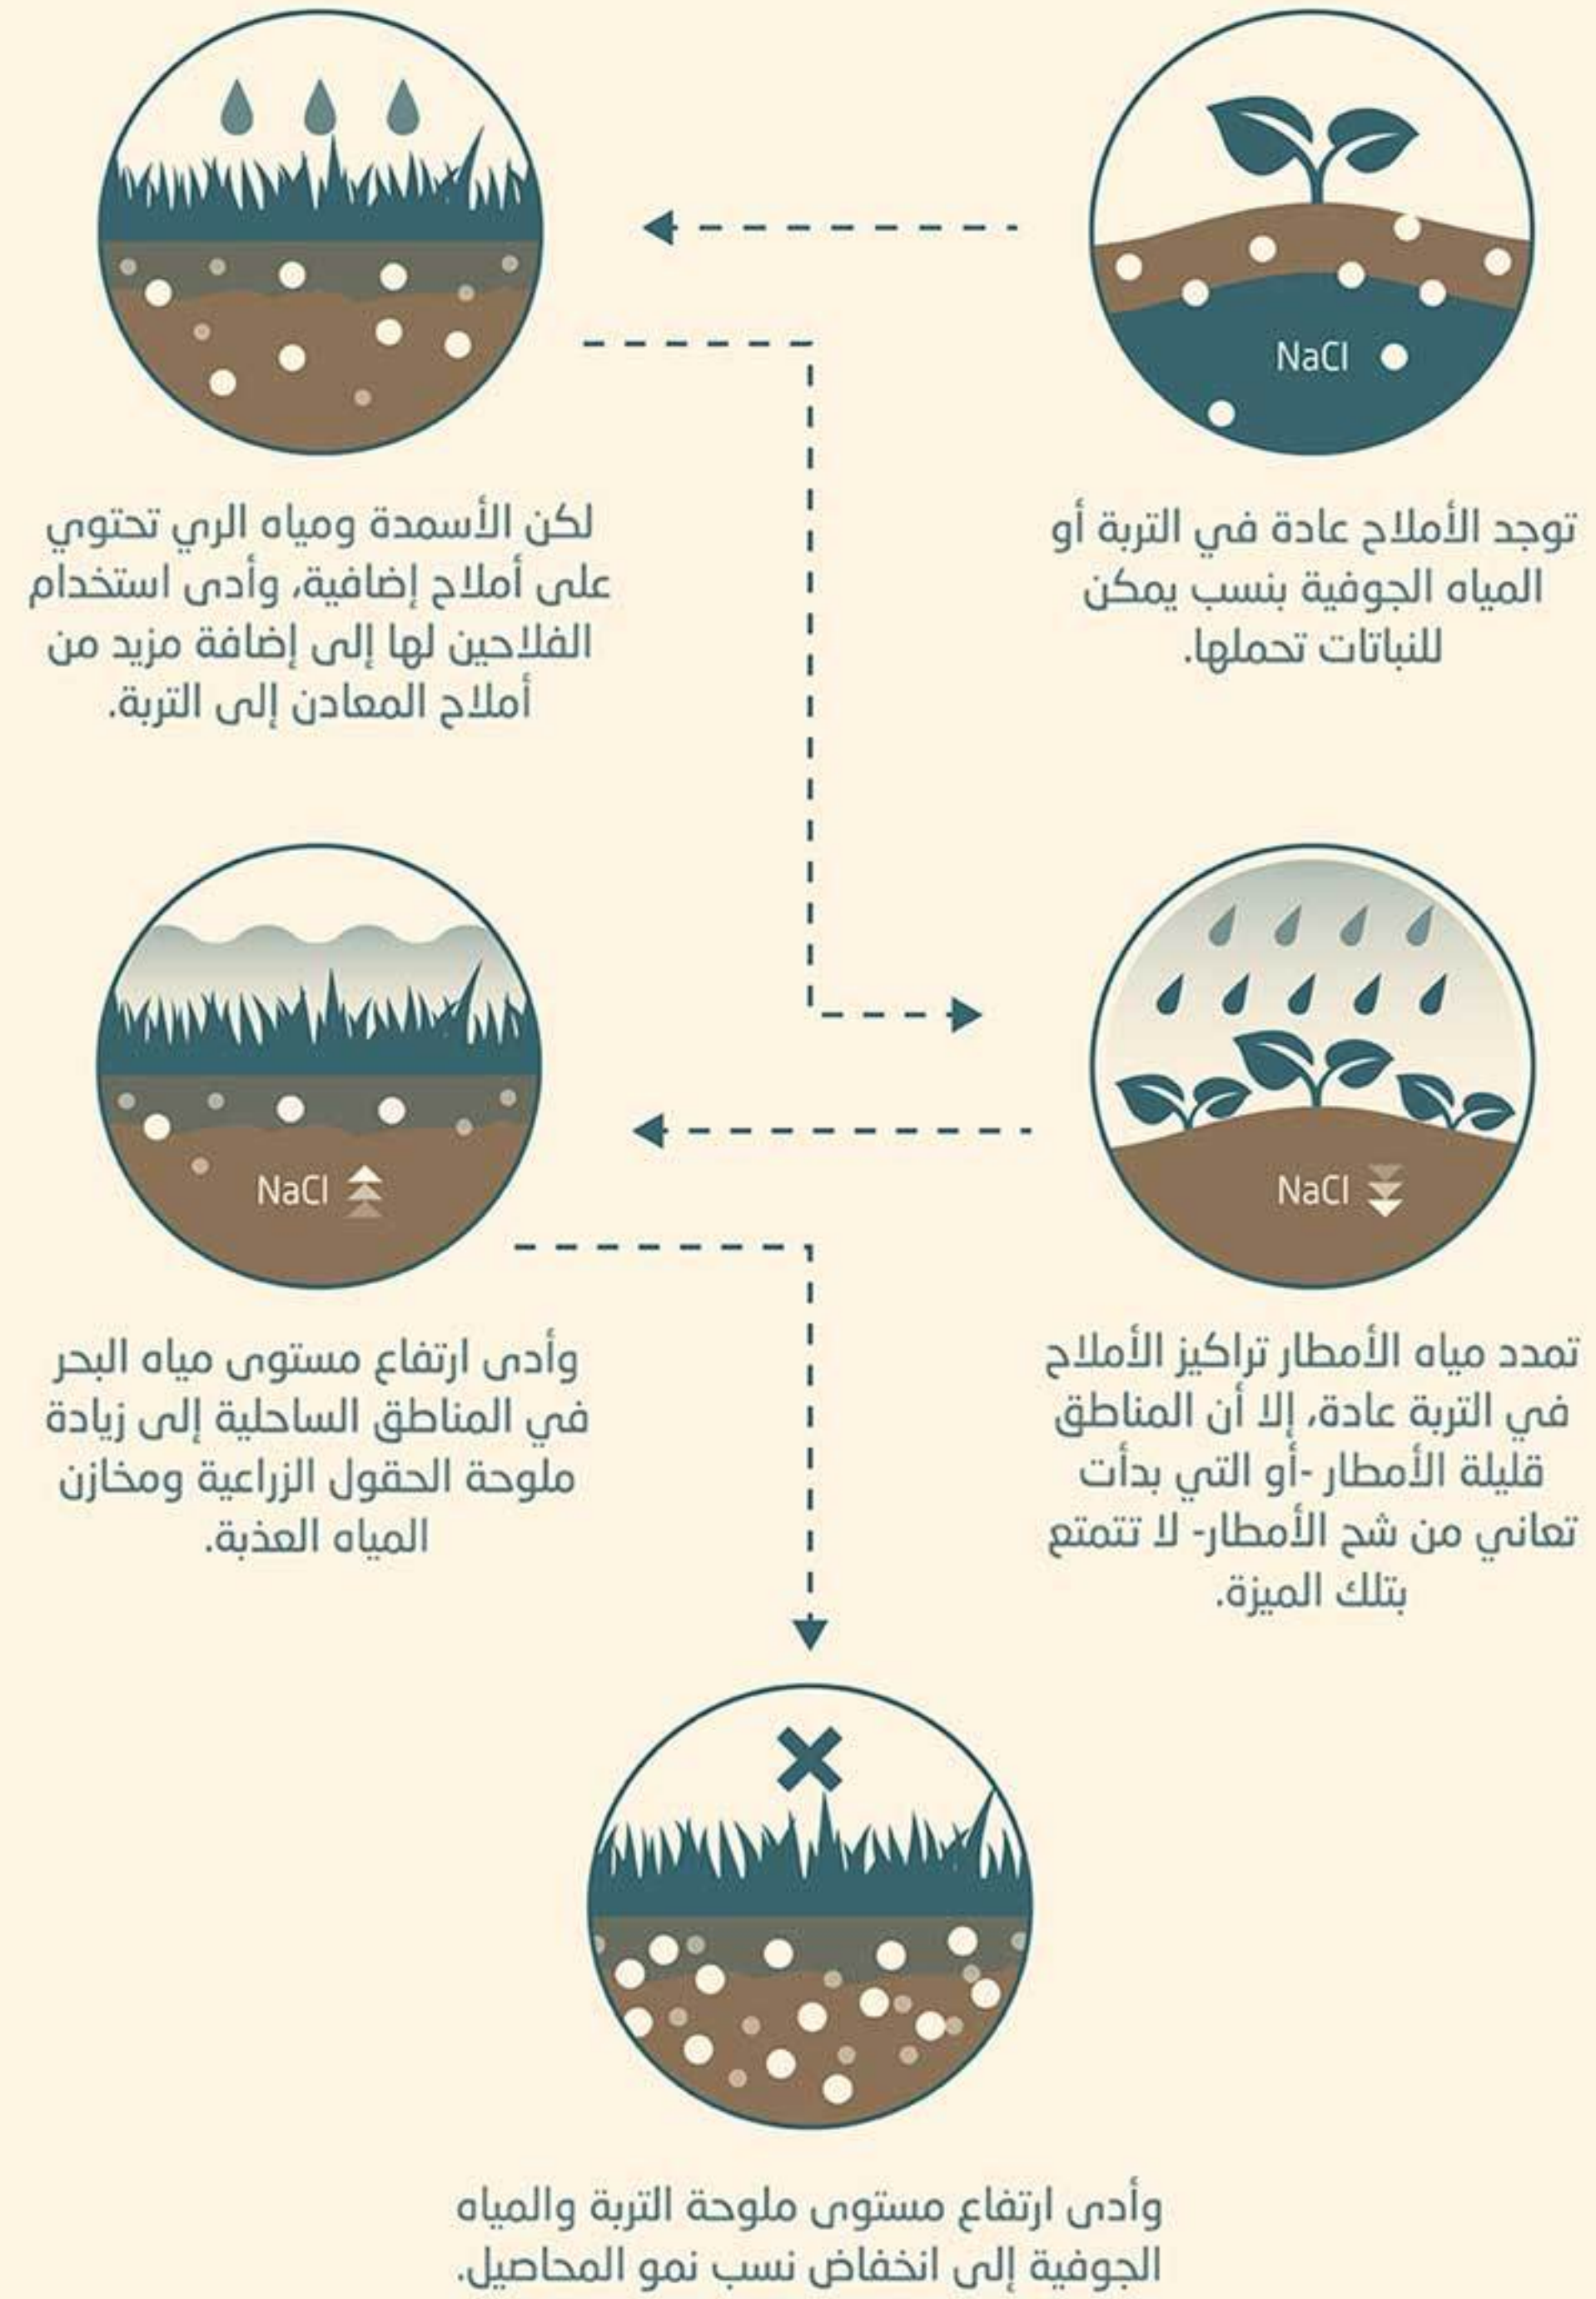 NaCl
توجد الأملاح عادة في التربة أو
المياه الجوفية بنسب يمكن
للنباتات تحملها.
لكن الأسمدة ومياه الري تحتوي
على أملاح إضافية، وأدى استخدام
الفلاحين لها إلى إضافة مزيد من
أملاح المعادن إلى التربة.
NaCl
تمدد مياه الأمطار تراكيز الأملاح
في التربة عادة، إلا أن المناطق
قليلة الأمطار -أو التي بدأت
تعاني من شح الأمطار- لا تتمتع
بتلك الميزة.
NaCl
وأدى ارتفاع مستوى مياه البحر
في المناطق الساحلية إلى زيادة
ملوحة الحقول الزراعية ومخازن
المياه العذبة.
وأدى ارتفاع مستوى ملوحة التربة والمياه
الجوفية إلى انخفاض نسب نمو المحاصيل.